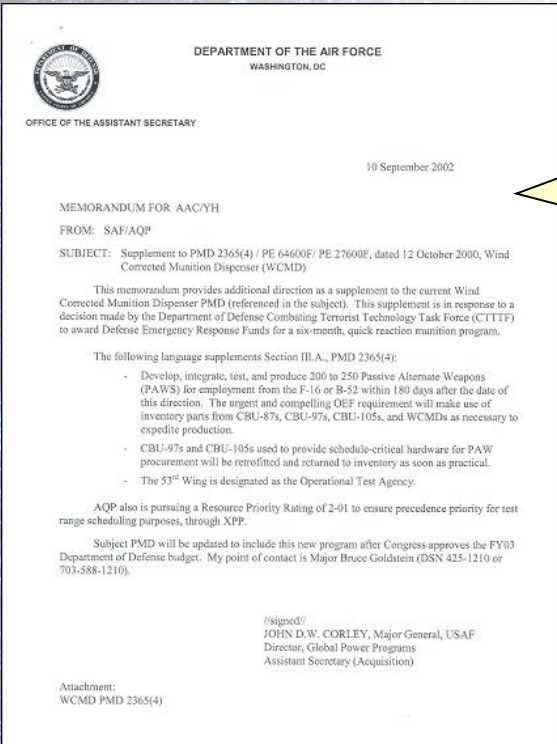 DEPARTMENT OF THE AIR FORCE
WASHINGTON, DC
OFFICE OF THE ASSISTANT SECRETARY
10 September 2002
MEMORANDUM FOR AAC/YH
FROM: SAF/AQP
SUBJECT: Supplement to PMD 2365(4) / PE 64600F/ PE 27600F, dated 12 October 2000, Wind
Corrected Munition Dispenser (WCMD)
This memorandum provides additional direction as a supplement to the current Wind
Corrected Munition Dispenser PMD (referenced in the subject). This supplement is in response to a
decision made by the Department of Defense Combating Terrorist Technology Task Force (CTTTF)
to award Defense Emergency Response Funds for a six-month, quick reaction munition program.
The following language supplements Section III.A., PMD 2365(4):
- Develop, integrate, test, and produce 200 to 250 Passive Alternate Weapons
(PAWS) for employment from the F-16 or B-52 within 180 days after the date of
this direction. The urgent and compelling OEF requirement will make use of
inventory parts from CBU-87s, CBU-97s, CBU-105s, and WCMDs as necessary to
expedite production.
- CBU-97s and CBU-105s used to provide schedule-critical hardware for PAW
procurement will be retrofitted and returned to inventory as soon as practical.
- The 53rd Wing is designated as the Operational Test Agency.
AQP also is pursuing a Resource Priority Rating of 2-01 to ensure precedence priority for test
range scheduling purposes, through XPP.
Subject PMD will be updated to include this new program after Congress approves the FY03
Department of Defense budget. My point of contact is Major Bruce Goldstein (DSN 425-1210 or
703-588-1210).
//signed//
JOHN D.W. CORLEY, Major General, USAF
Director, Global Power Programs
Assistant Secretary (Acquisition)
Attachment:
WCMD PMD 2365(4)